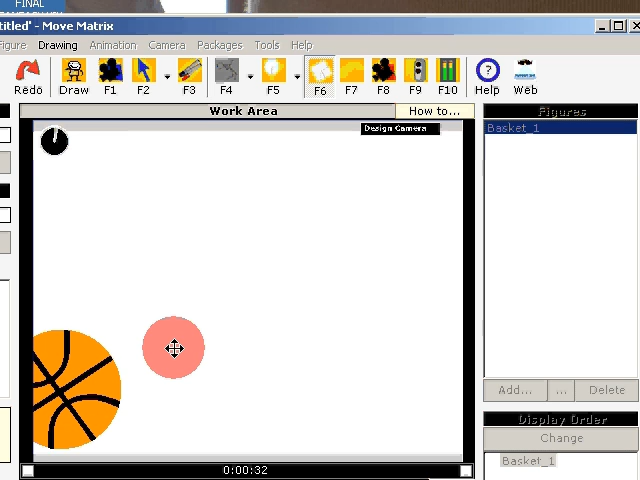 FINAL
titled' - Move Matrix
Figure Drawing Animation Camera Packages Tools Help
Redo Draw F1 F2 F3 F4 F5 F6 F7 F8 F9 F10 Help Web
Work Area How to... Figures
Design Camera
Basket_1
Add... ... Delete
Display Order
Change
Basket_1
0:00:32